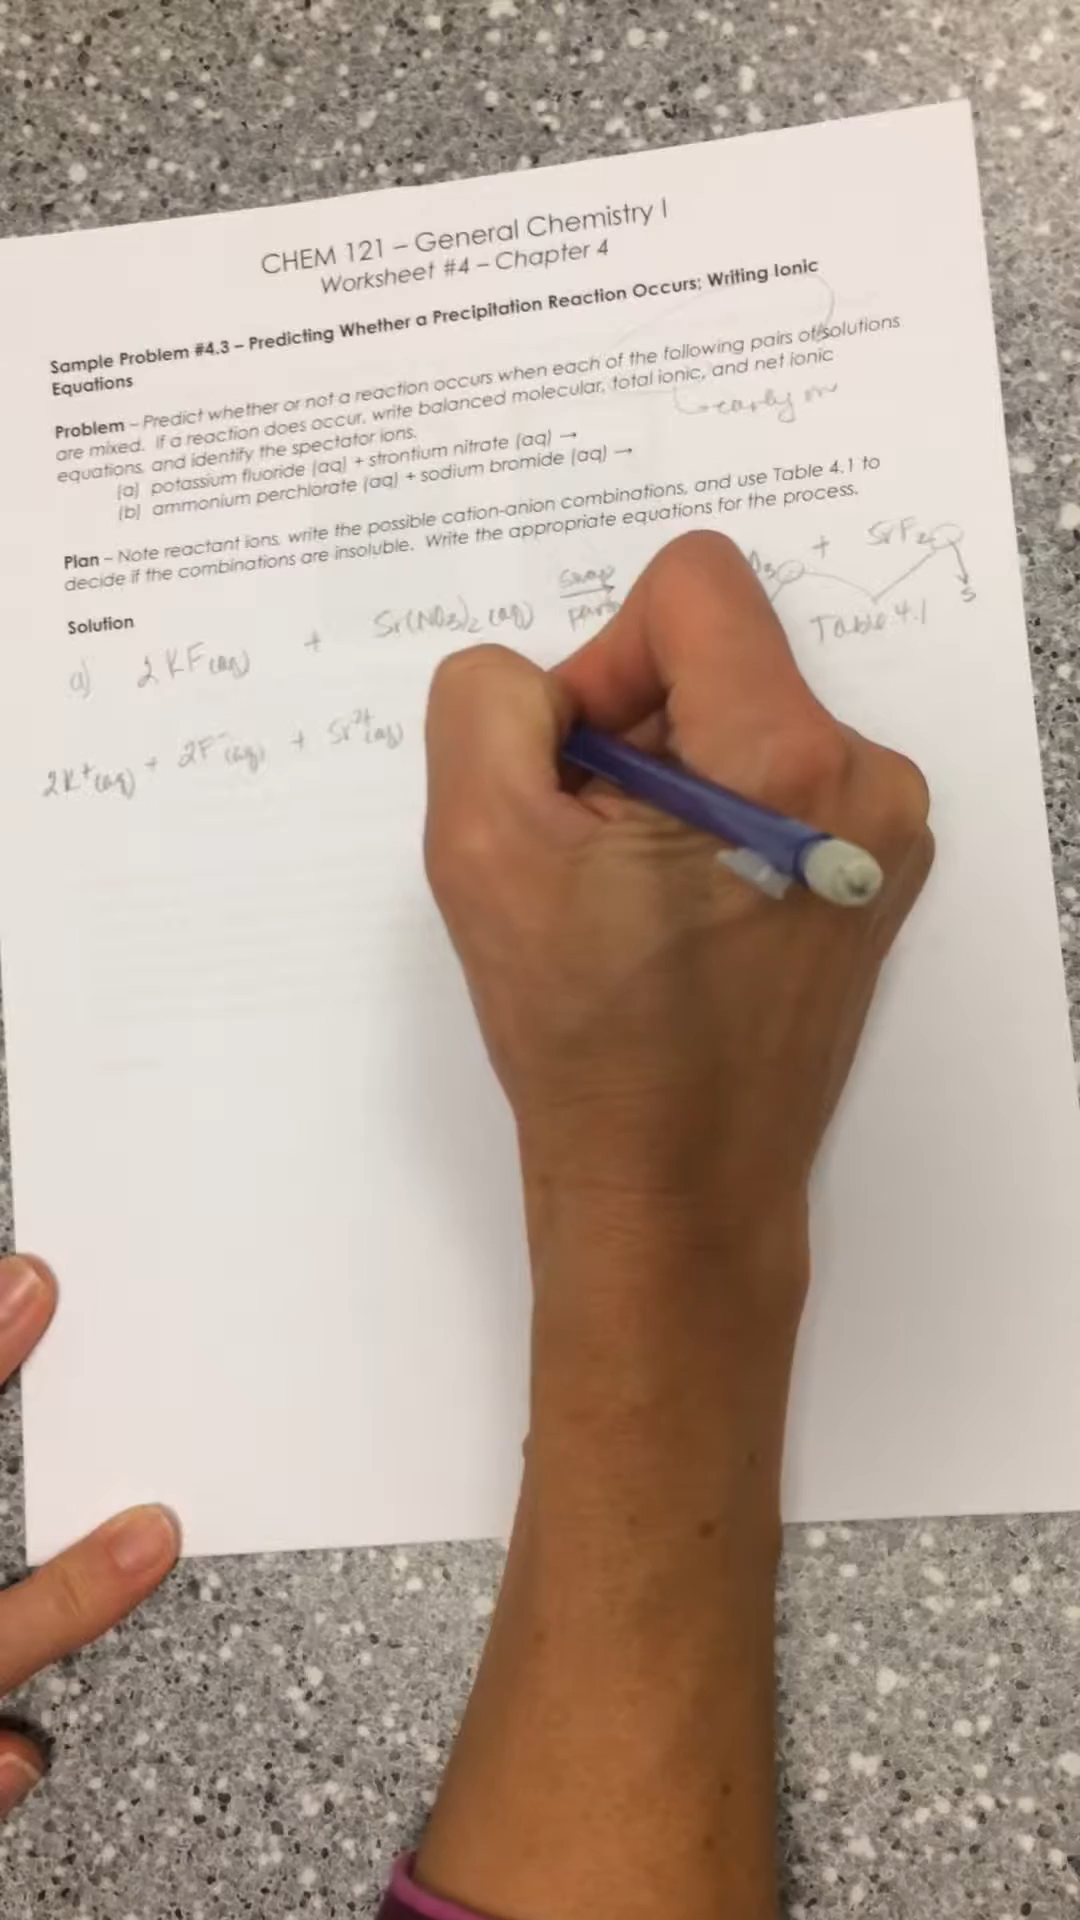 CHEM 121 – General Chemistry I
Worksheet #4 – Chapter 4
Sample Problem #4.3 – Predicting Whether a Precipitation Reaction Occurs; Writing Ionic
Equations
Problem – Predict whether or not a reaction occurs when each of the following pairs of solutions
are mixed. If a reaction does occur, write balanced molecular, total ionic, and net ionic
equations, and identify the spectator ions.
early on
(a) potassium fluoride (aq) + strontium nitrate (aq) →
(b) ammonium perchlorate (aq) + sodium bromide (aq) →
Plan – Note reactant ions, write the possible cation-anion combinations, and use Table 4.1 to
decide if the combinations are insoluble. Write the appropriate equations for the process.
Solution
a) 2KF(aq) + Sr(NO3)2 (aq) swap + SrF2
s
Table 4.1
2K+(aq) + 2F-(aq) + Sr2+(aq)